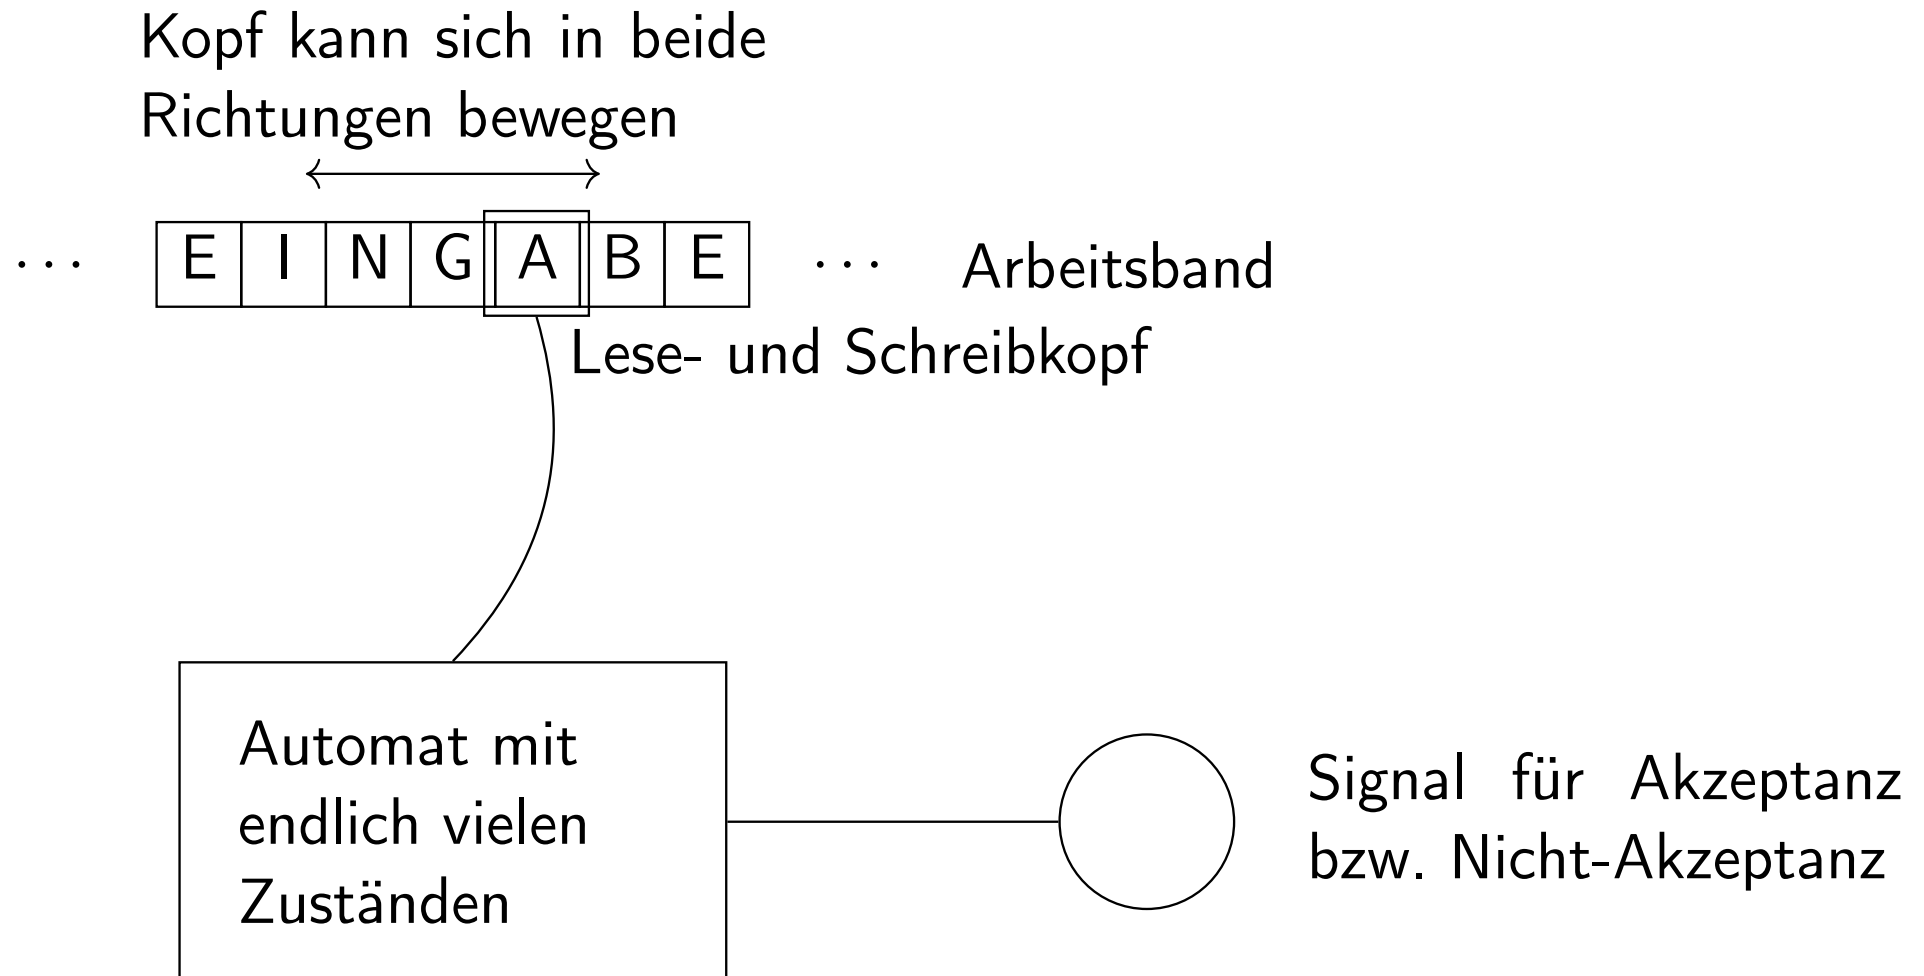 Kopf kann sich in beide
Richtungen bewegen
··· E I N G A B E ··· Arbeitsband
Lese- und Schreibkopf
Automat mit
endlich vielen
Zuständen
Signal für Akzeptanz
bzw. Nicht-Akzeptanz